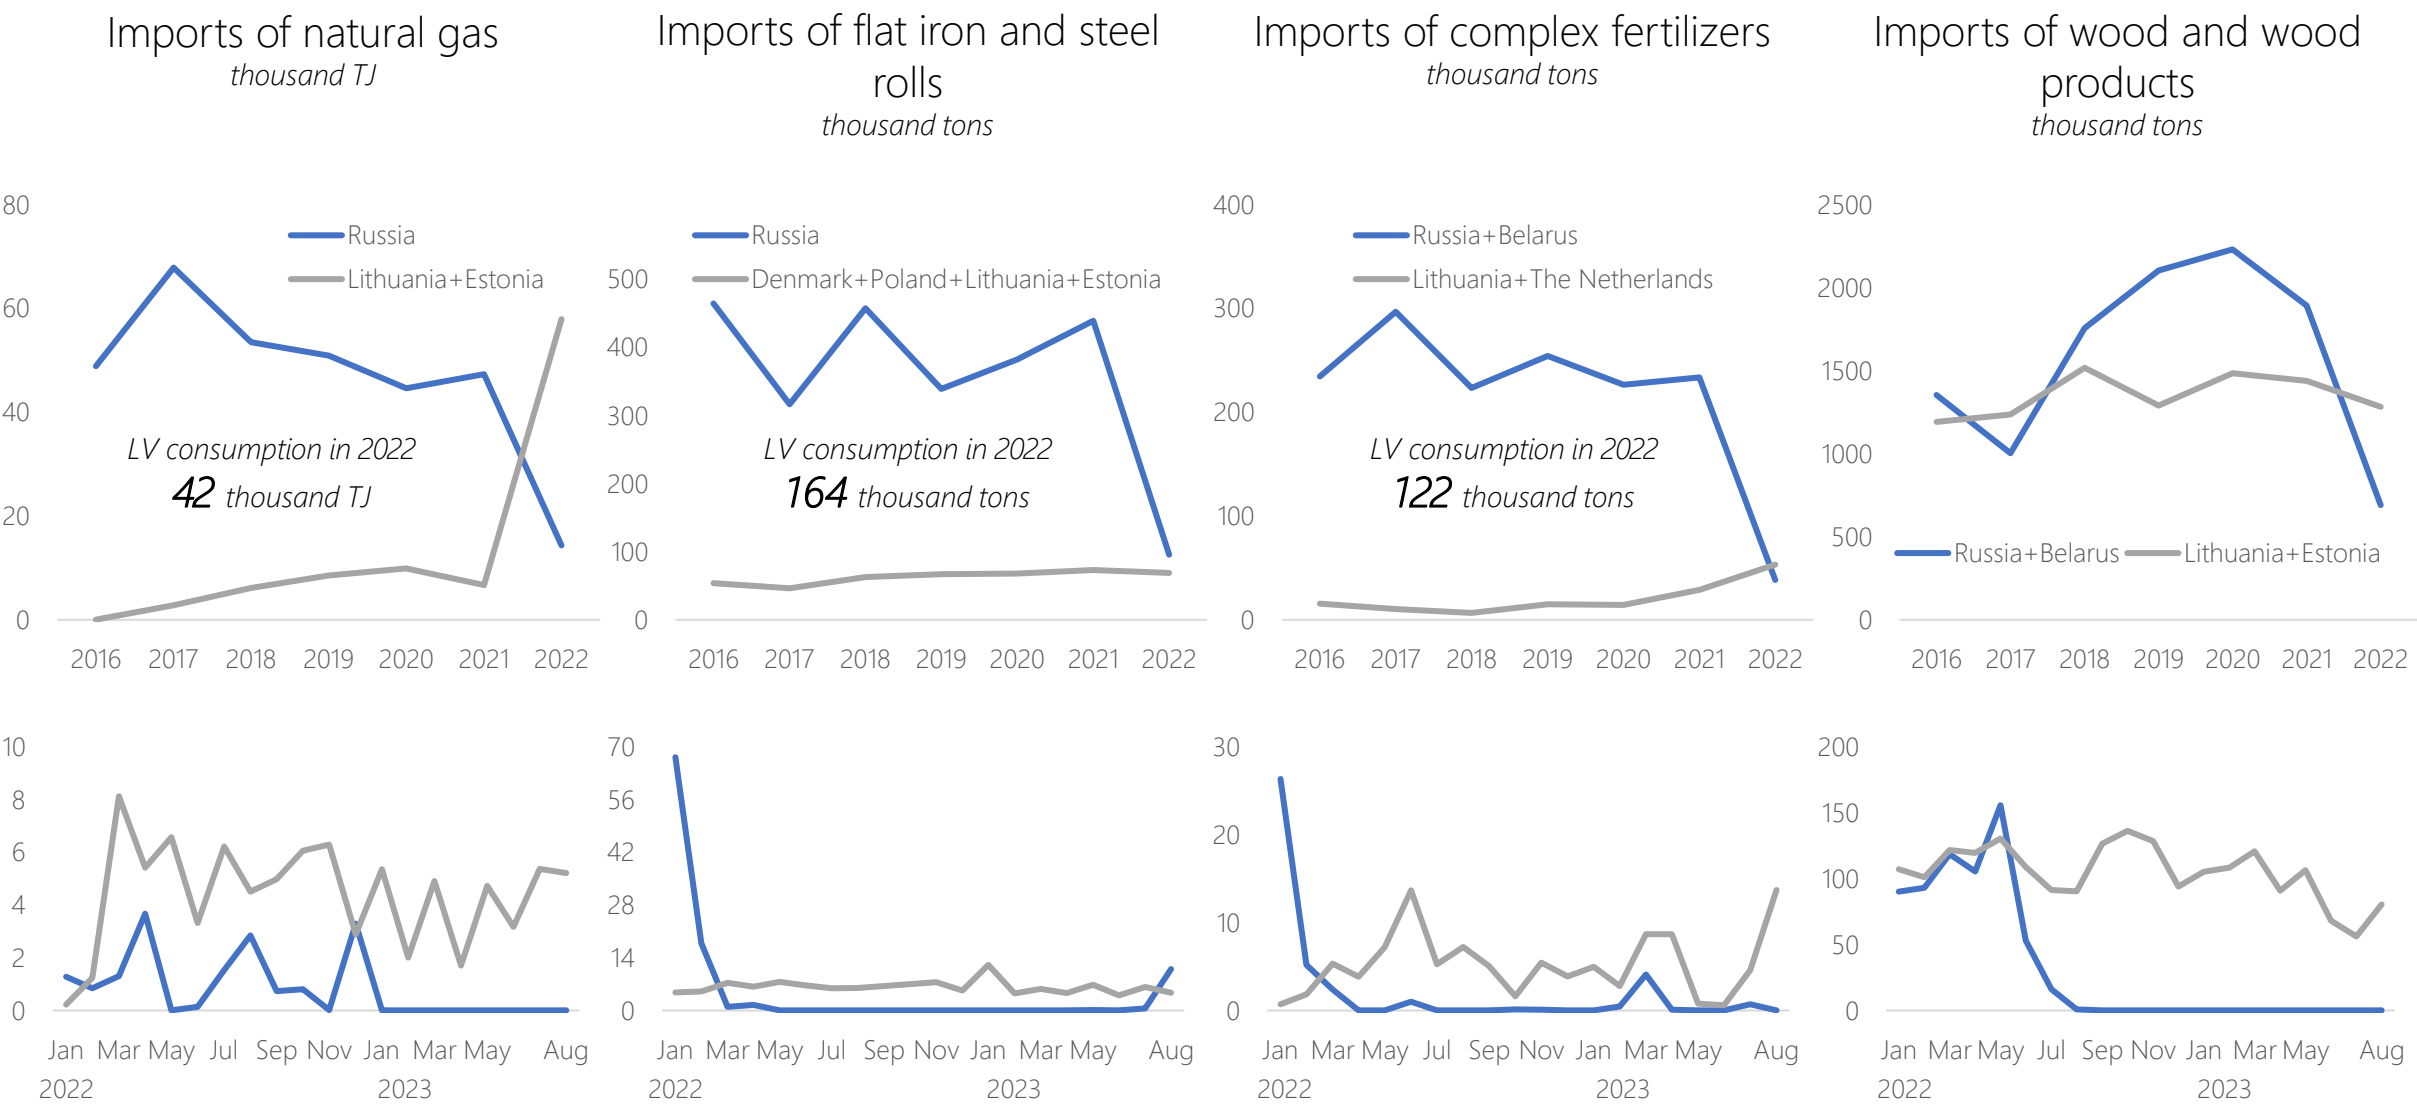 Imports of natural gas
thousand TJ
80
60
40
20
0
Russia
Lithuania+Estonia
LV consumption in 2022
42 thousand TJ
2016 2017 2018 2019 2020 2021 2022
Imports of flat iron and steel
rolls
thousand tons
500
400
300
200
100
0
Russia
Denmark+Poland+Lithuania+Estonia
LV consumption in 2022
164 thousand tons
2016 2017 2018 2019 2020 2021 2022
Imports of complex fertilizers
thousand tons
400
300
200
100
0
Russia+Belarus
Lithuania+The Netherlands
LV consumption in 2022
122 thousand tons
2016 2017 2018 2019 2020 2021 2022
Imports of wood and wood
products
thousand tons
2500
2000
1500
1000
500
0
Russia+Belarus Lithuania+Estonia
2016 2017 2018 2019 2020 2021 2022
10
8
6
4
2
0
Jan Mar May Jul Sep Nov Jan Mar May Aug
2022 2023
70
56
42
28
14
0
Jan Mar May Jul Sep Nov Jan Mar May Aug
2022 2023
30
20
10
0
Jan Mar May Jul Sep Nov Jan Mar May Aug
2022 2023
200
150
100
50
0
Jan Mar May Jul Sep Nov Jan Mar May Aug
2022 2023